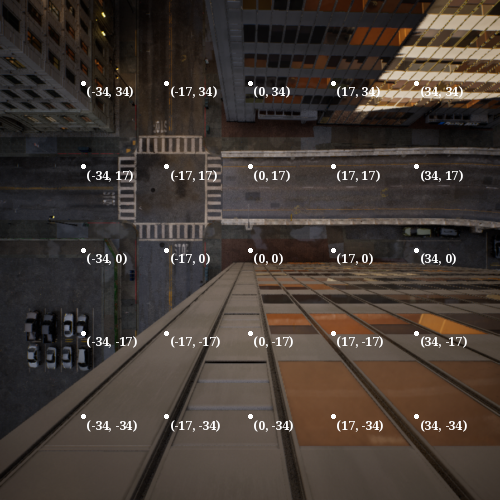 (-34, 34) (-17, 34) (0, 34) (17, 34) (34, 34)
(-34, 17) (-17, 17) (0, 17) (17, 17) (34, 17)
(-34, 0) (-17, 0) (0, 0) (17, 0) (34, 0)
(-34, -17) (-17, -17) (0, -17) (17, -17) (34, -17)
(-34, -34) (-17, -34) (0, -34) (17, -34) (34, -34)